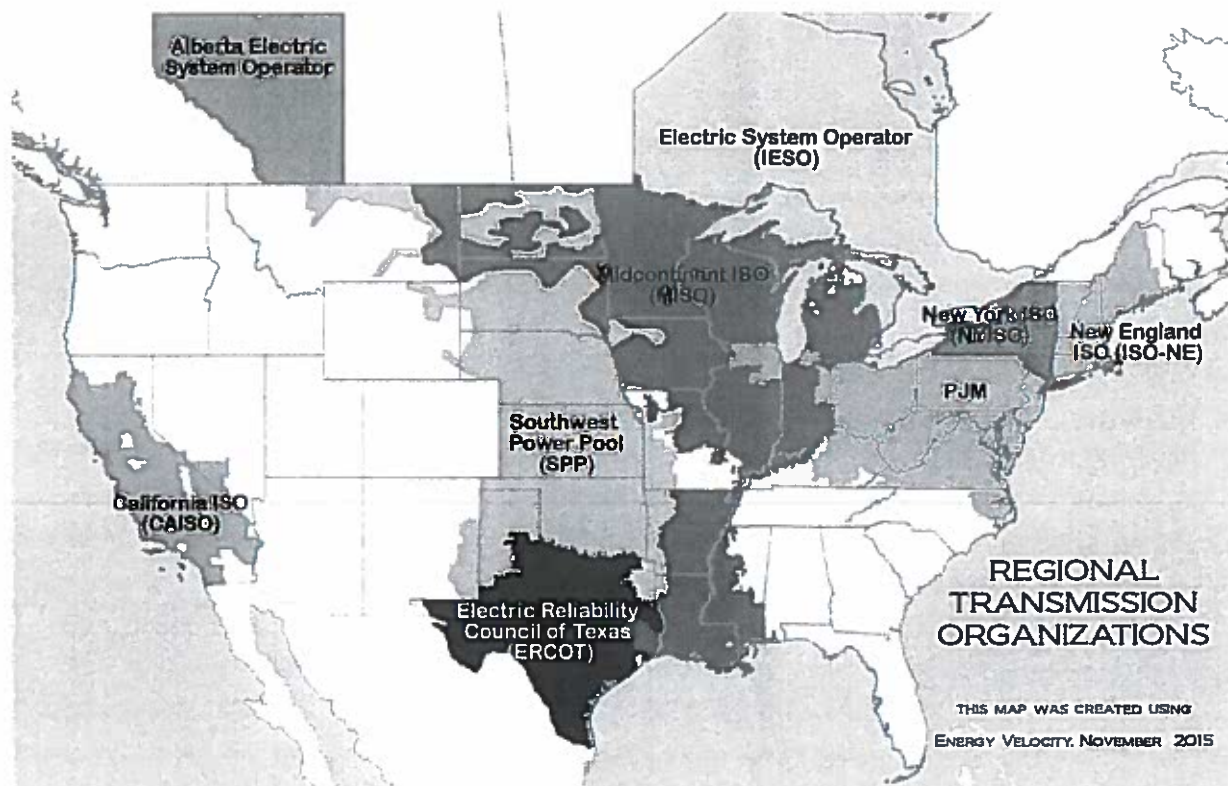 Alberta Electric
System Operator
Electric System Operator
(IESO)
Midcontinent ISO
(MISO)
New York ISO
(NYISO)
New England
ISO (ISO-NE)
PJM
Southwest
Power Pool
(SPP)
California ISO
(CAISO)
Electric Reliability
Council of Texas
(ERCOT)
REGIONAL
TRANSMISSION
ORGANIZATIONS
THIS MAP WAS CREATED USING
ENERGY VELOCITY, NOVEMBER 2015